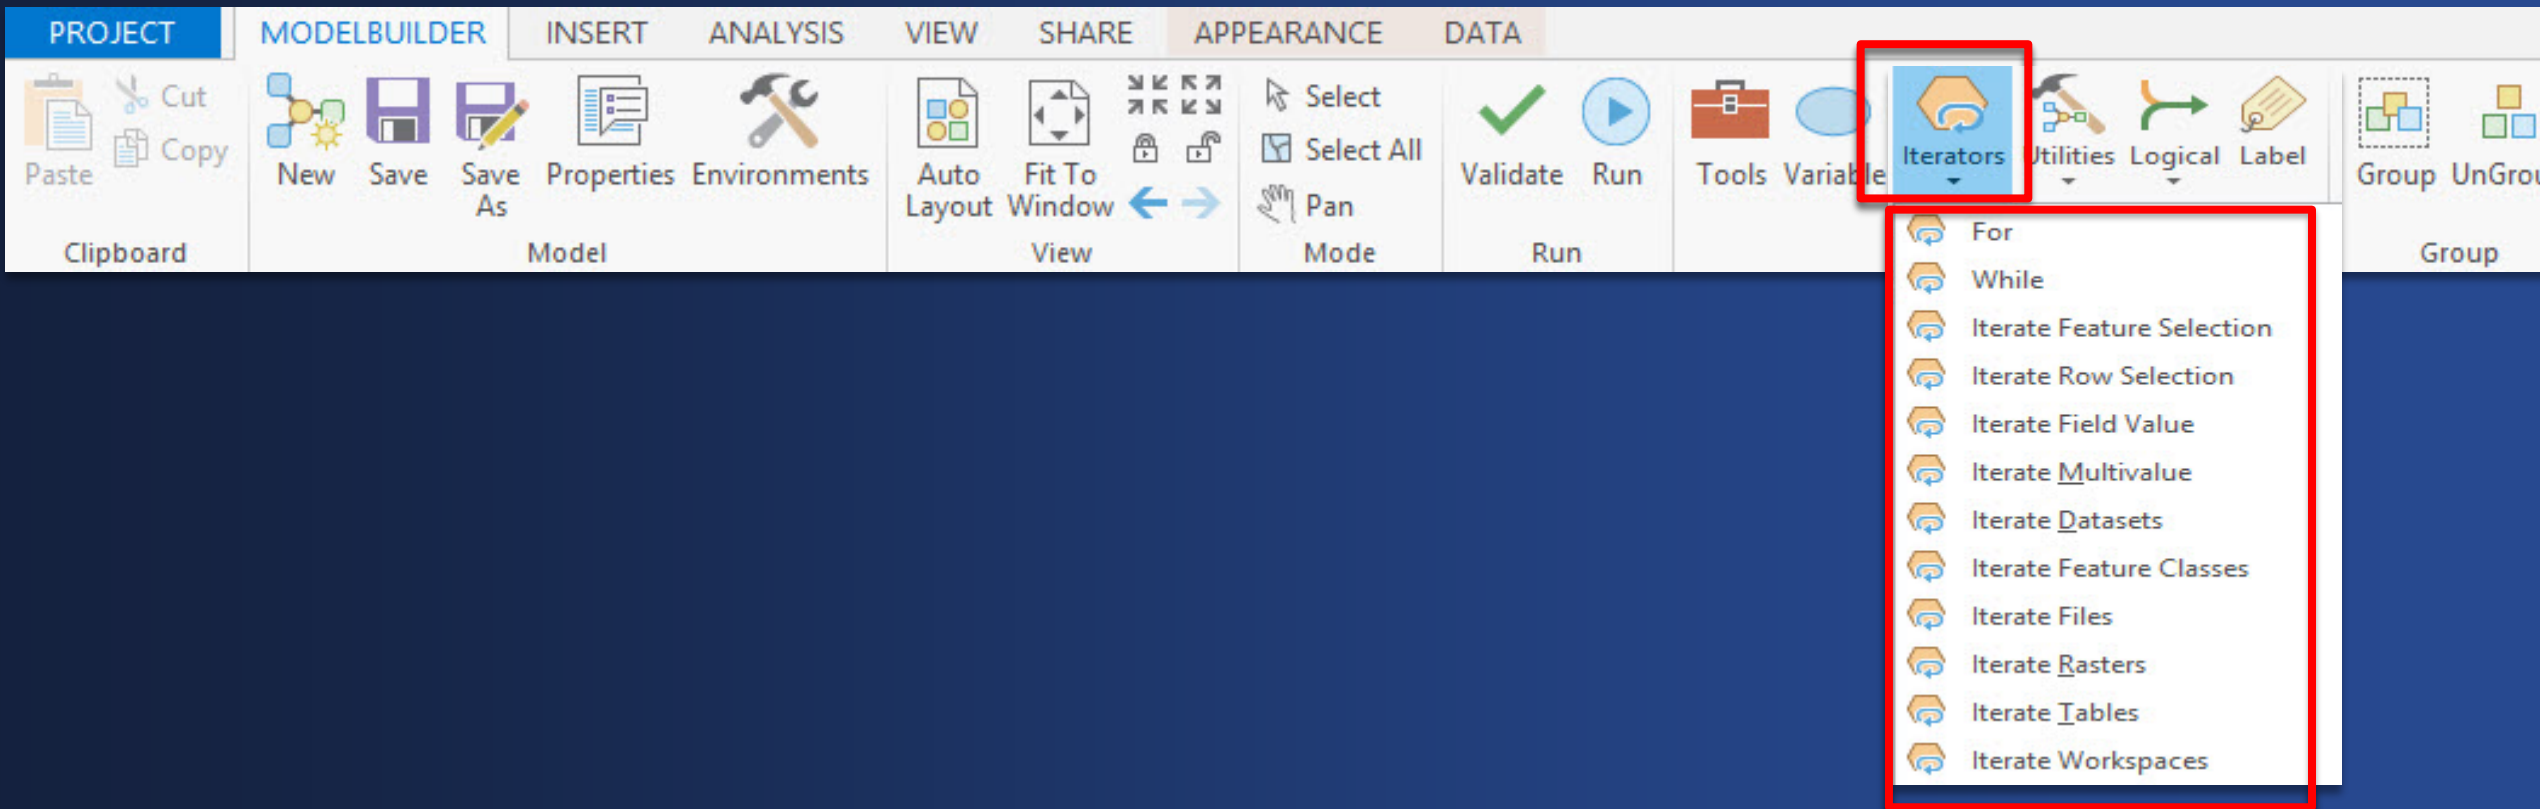 PROJECT MODELBUILDER INSERT ANALYSIS VIEW SHARE APPEARANCE DATA
Paste
Cut
Copy
Clipboard
New
Save
Save
As
Properties
Environments
Model
Auto
Layout
Fit To
Window
View
Select
Select All
Pan
Mode
Validate
Run
Run
Tools
Variable
Iterators
Utilities
Logical
Label
Group
UnGrou
Group
For
While
Iterate Feature Selection
Iterate Row Selection
Iterate Field Value
Iterate Multivalue
Iterate Datasets
Iterate Feature Classes
Iterate Files
Iterate Rasters
Iterate Tables
Iterate Workspaces